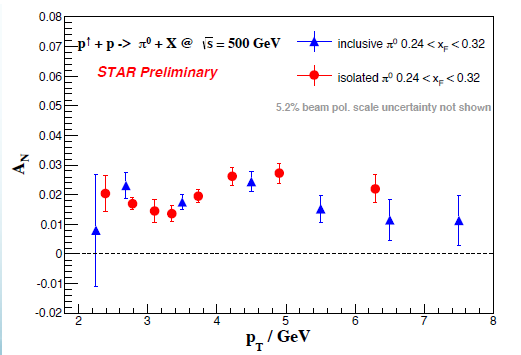 0.08
0.07
p↑ + p -> π⁰ + X @ √s = 500 GeV
inclusive π⁰ 0.24 < x_F < 0.32
STAR Preliminary
isolated π⁰ 0.24 < x_F < 0.32
0.06
5.2% beam pol. scale uncertainty not shown
0.05
0.04
0.03
0.02
0.01
0
-0.01
-0.02
A_N
2 3 4 5 6 7 8
p_T / GeV